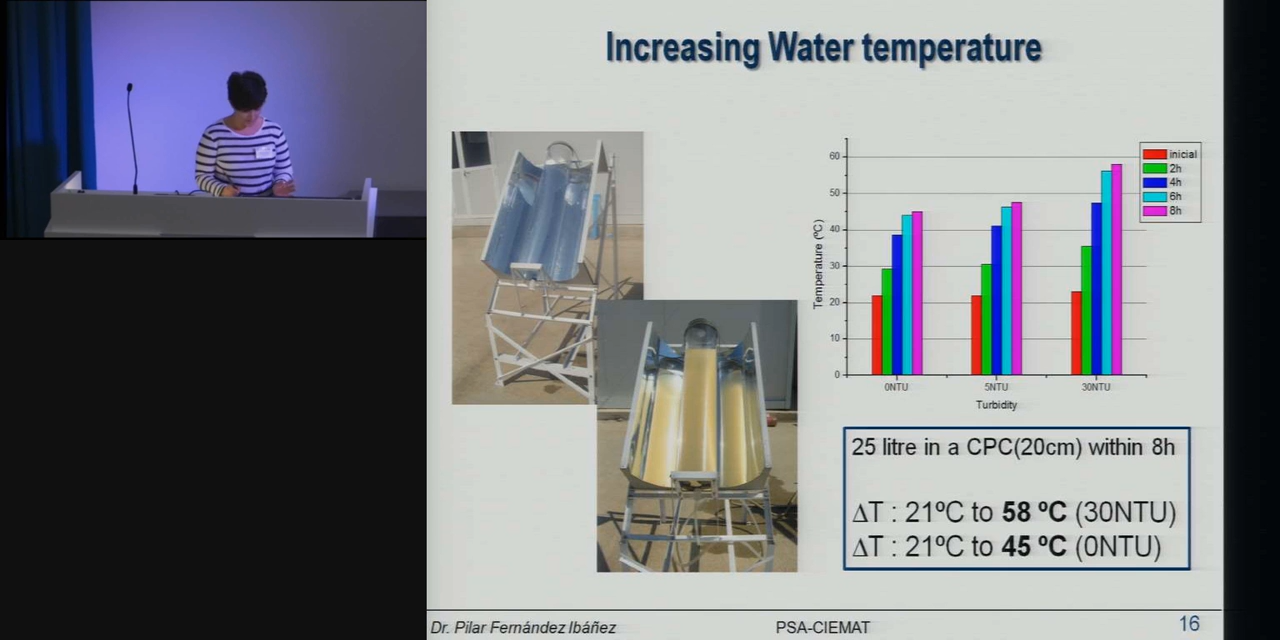 Increasing Water temperature
Temperature (ºC)
60
50
40
30
20
10
0
0NTU
5NTU
30NTU
Turbidity
inicial
2h
4h
6h
8h
25 litre in a CPC(20cm) within 8h
ΔT : 21ºC to 58 ºC (30NTU)
ΔT : 21ºC to 45 ºC (0NTU)
Dr. Pilar Fernández Ibáñez
PSA-CIEMAT
16